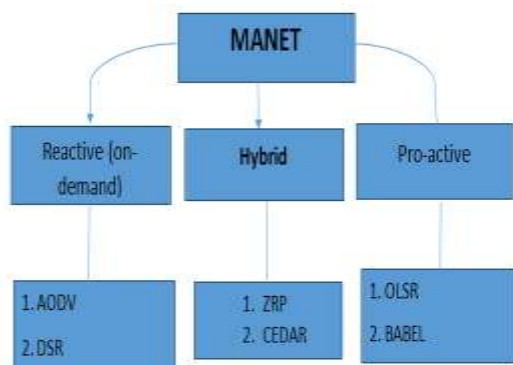 MANET
Reactive (on-
demand)
Hybrid
Pro-active
1. AODV
2. DSR
1. ZRP
2. CEDAR
1. OLSR
2. BABEL